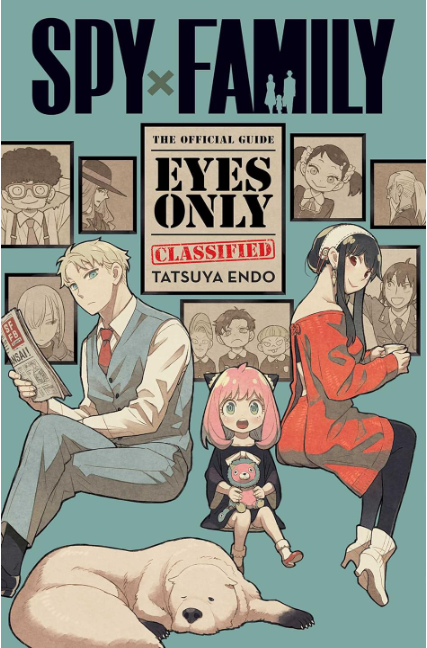 SPY×FAMILY
THE OFFICIAL GUIDE
EYES
ONLY
CLASSIFIED
TATSUYA ENDO